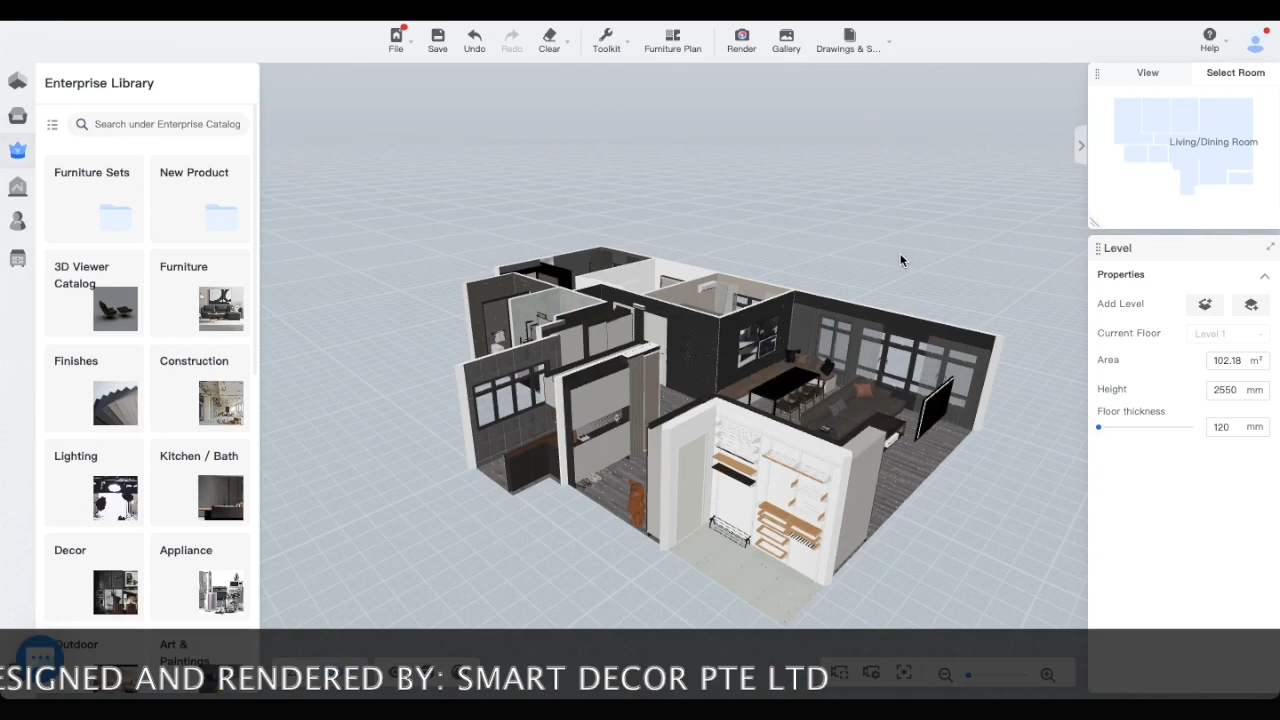 File
Save
Undo
Redo
Clear
Toolkit
Furniture Plan
Render
Gallery
Drawings & S...
Help
Enterprise Library
Search under Enterprise Catalog
Furniture Sets
New Product
3D Viewer
Catalog
Furniture
Finishes
Construction
Lighting
Kitchen / Bath
Decor
Appliance
Outdoor
Art &
Paintings
View
Select Room
Living/Dining Room
Level
Properties
Add Level
Current Floor
Level 1
Area
102.18 m²
Height
2550 mm
Floor thickness
120 mm
ESIGNED AND RENDERED BY: SMART DECOR PTE LTD